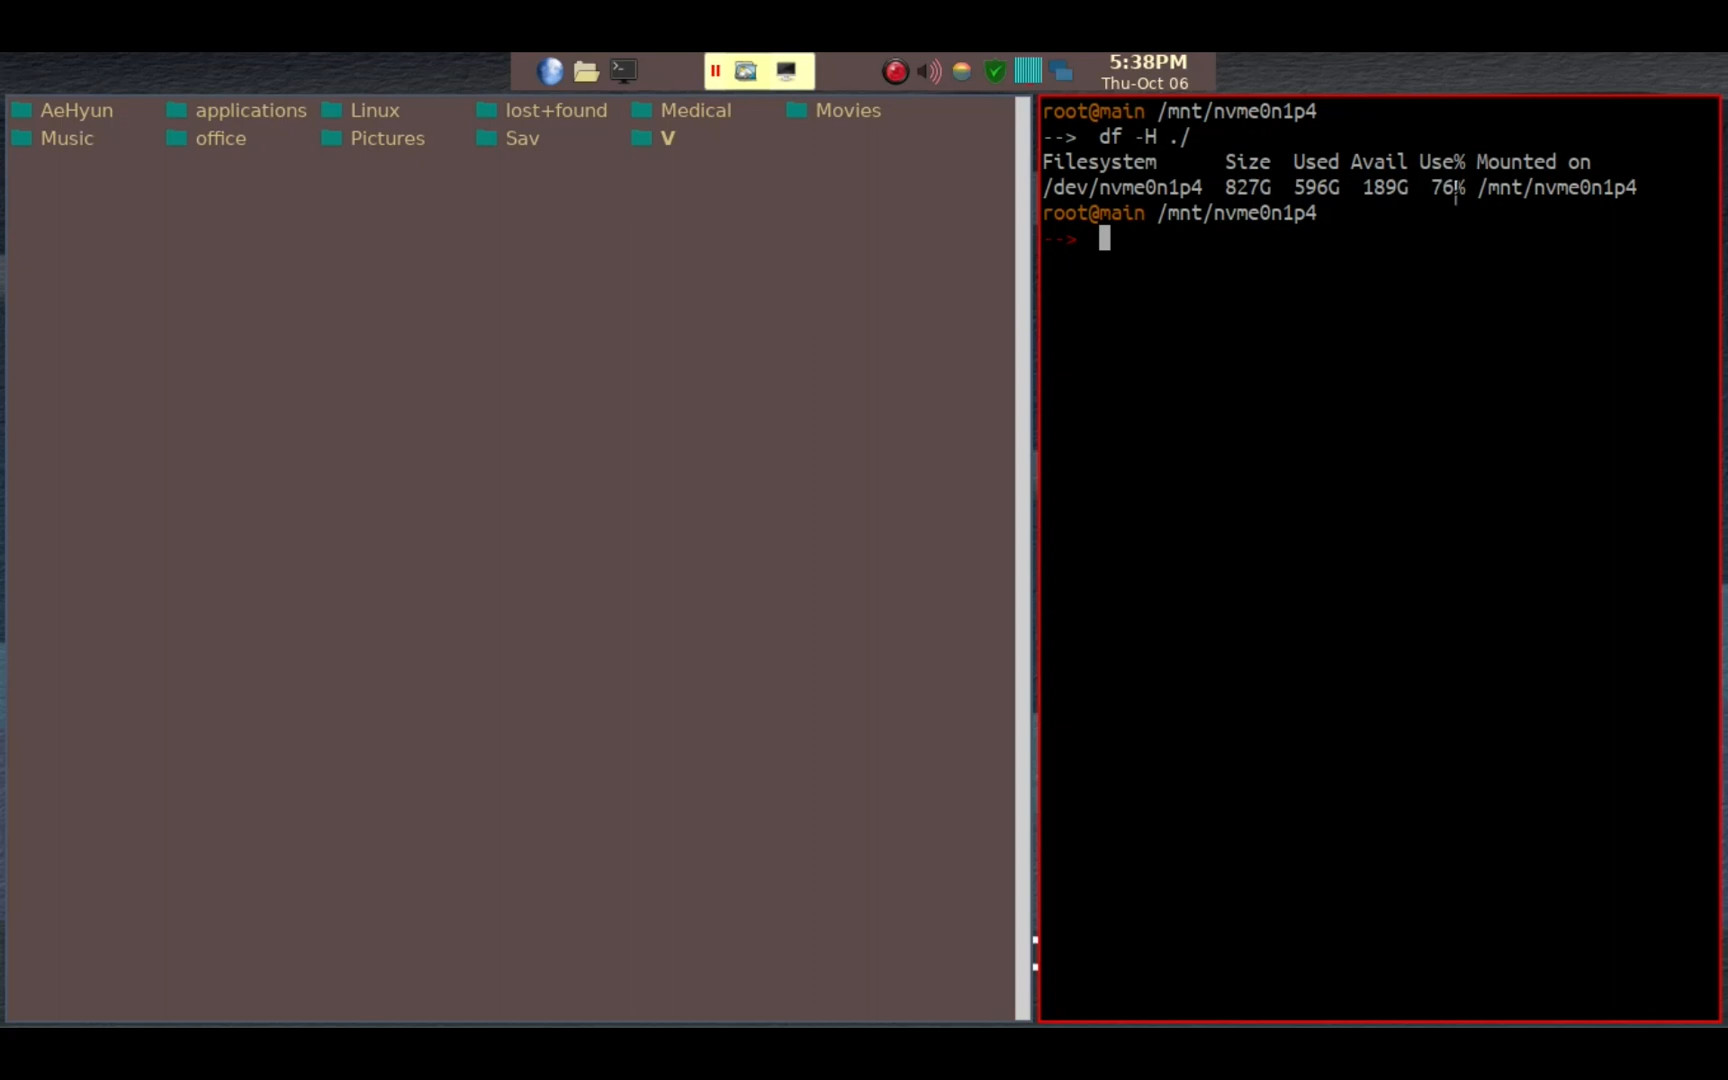 5:38PM
Thu-Oct 06
AeHyun applications Linux lost+found Medical Movies
Music office Pictures Sav V
root@main /mnt/nvme0n1p4
--> df -H ./
Filesystem Size Used Avail Use% Mounted on
/dev/nvme0n1p4 827G 596G 189G 76% /mnt/nvme0n1p4
root@main /mnt/nvme0n1p4
-->